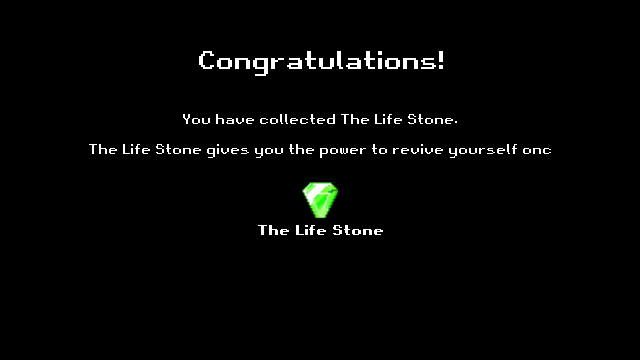 Congratulations!
You have collected The Life Stone.
The Life Stone gives you the power to revive yourself onc
The Life Stone